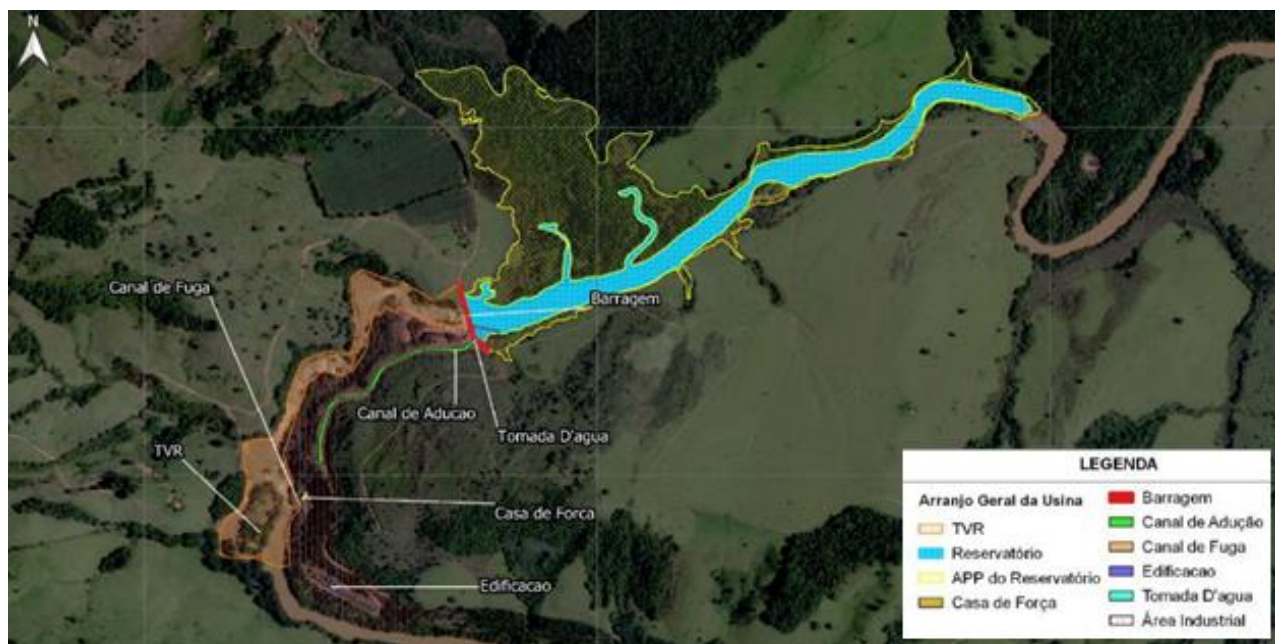 N
Canal de Fuga
Barragem
Canal de Aducao
Tomada D'agua
TVR
Casa de Forca
Edificacao
LEGENDA
Arranjo Geral da Usina
TVR
Reservatório
APP do Reservatório
Casa de Força
Barragem
Canal de Adução
Canal de Fuga
Edificacao
Tomada D'agua
Área Industrial